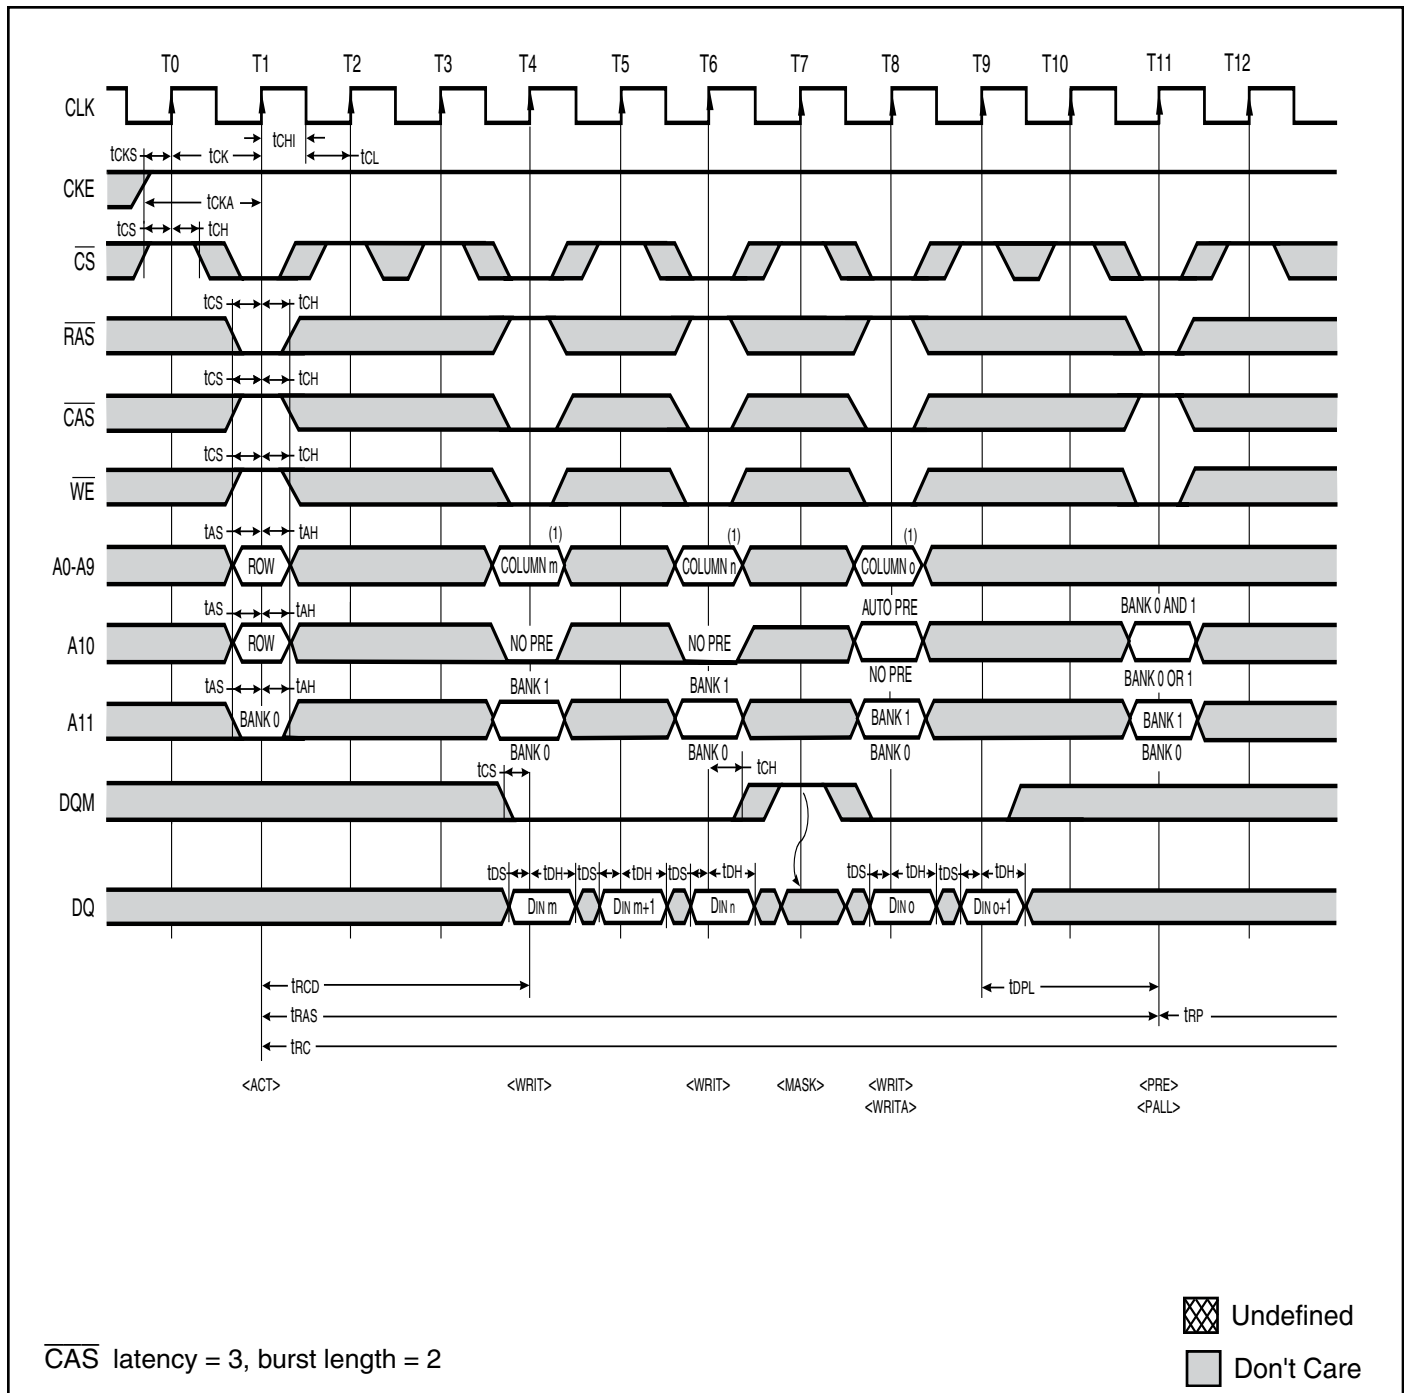 T0 T1 T2 T3 T4 T5 T6 T7 T8 T9 T10 T11 T12
CLK
tCHI
tCKS tCK tCL
CKE
tCKA
tCS tCH
CS
tCS tCH
RAS
tCS tCH
CAS
tCS tCH
WE
tAS tAH (1) (1) (1)
A0-A9 ROW COLUMN m COLUMN n COLUMN o
tAS tAH AUTO PRE BANK 0 AND 1
A10 ROW NO PRE NO PRE
NO PRE BANK 0 OR 1
tAS tAH BANK 1 BANK 1
A11 BANK 0 BANK 1 BANK 1
BANK 0 BANK 0 BANK 0 BANK 0
tCS tCH
DQM
tDS tDH tDS tDH tDS tDH tDS tDH tDS tDH
DQ DIN m DIN m+1 DIN n DIN o DIN o+1
tRCD tDPL
tRAS tRP
tRC
<ACT> <WRIT> <WRIT> <MASK> <WRIT> <PRE>
<WRITA> <PALL>
Undefined
CAS latency = 3, burst length = 2
Don't Care